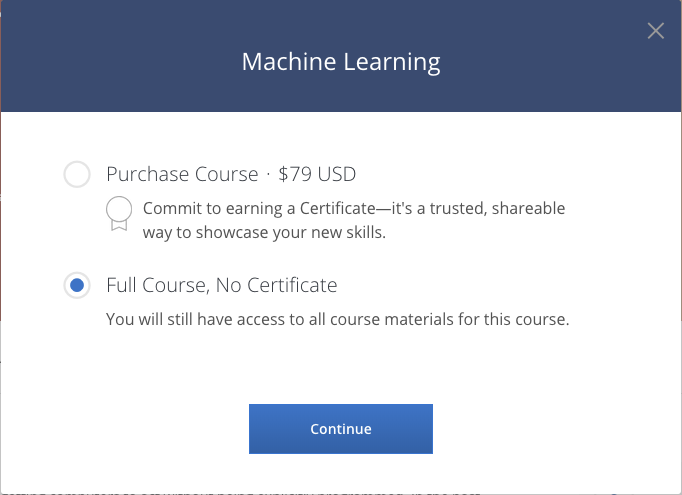 Machine Learning
Purchase Course · $79 USD
Commit to earning a Certificate—it's a trusted, shareable
way to showcase your new skills.
Full Course, No Certificate
You will still have access to all course materials for this course.
Continue